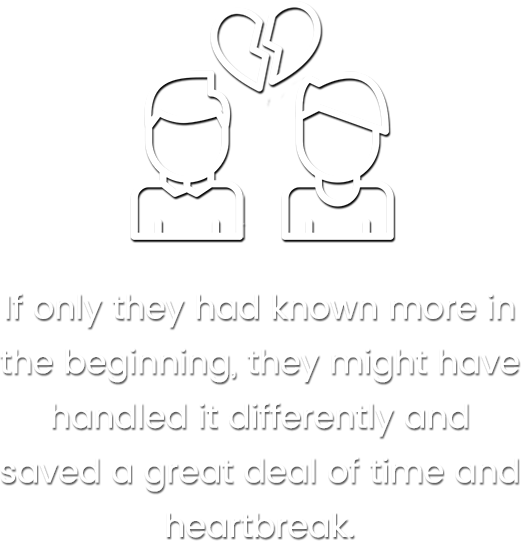 If only they had known more in
the beginning, they might have
handled it differently and
saved a great deal of time and
heartbreak.